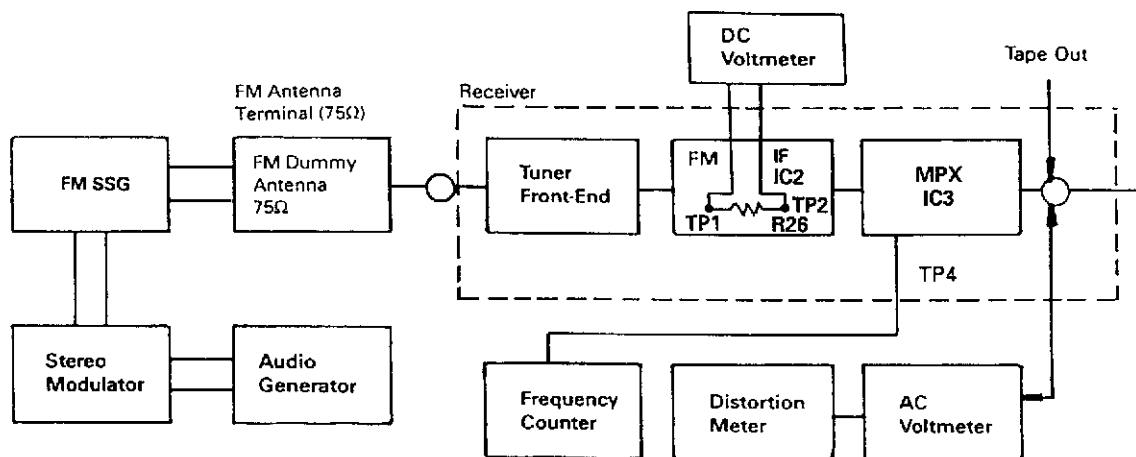 DC
Voltmeter
Tape Out
FM Antenna
Terminal (75Ω)
Receiver
FM SSG
FM Dummy
Antenna
75Ω
Tuner
Front-End
FM
IF
IC2
TP1
TP2
R26
MPX
IC3
TP4
Stereo
Modulator
Audio
Generator
Frequency
Counter
Distortion
Meter
AC
Voltmeter